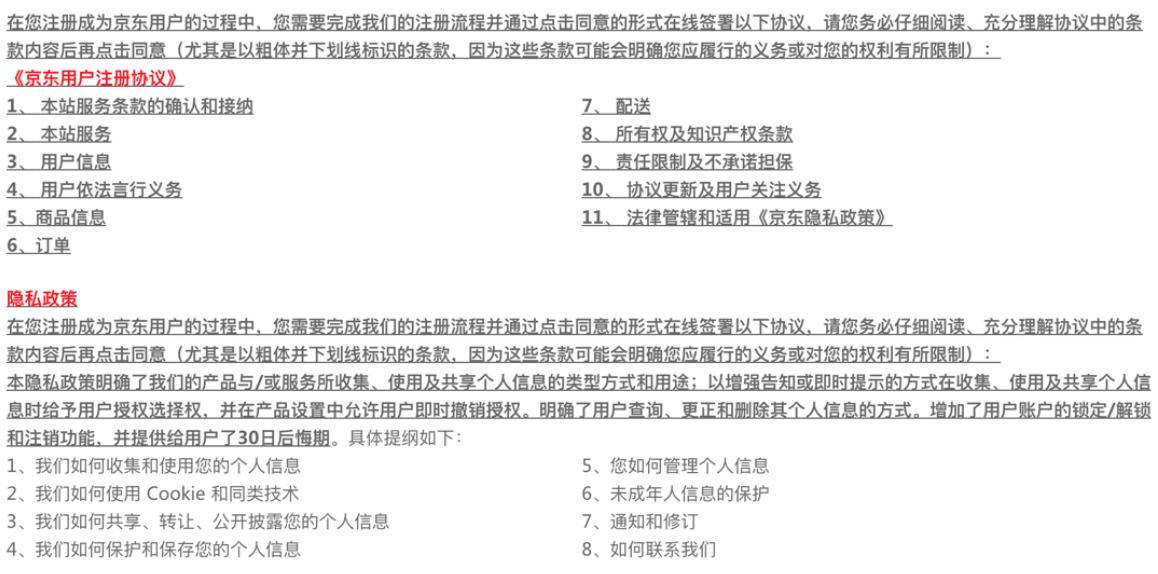 在您注册成为京东用户的过程中，您需要完成我们的注册流程并通过点击同意的形式在线签署以下协议，请您务必仔细阅读、充分理解协议中的条
款内容后再点击同意（尤其是以粗体并下划线标识的条款，因为这些条款可能会明确您应履行的义务或对您的权利有所限制）：
《京东用户注册协议》
1、 本站服务条款的确认和接纳
2、 本站服务
3、 用户信息
4、 用户依法言行义务
5、商品信息
6、订单
7、 配送
8、 所有权及知识产权条款
9、 责任限制及不承诺担保
10、 协议更新及用户关注义务
11、 法律管辖和适用《京东隐私政策》
隐私政策
在您注册成为京东用户的过程中，您需要完成我们的注册流程并通过点击同意的形式在线签署以下协议，请您务必仔细阅读、充分理解协议中的条
款内容后再点击同意（尤其是以粗体并下划线标识的条款，因为这些条款可能会明确您应履行的义务或对您的权利有所限制）：
本隐私政策明确了我们的产品与/或服务所收集、使用及共享个人信息的类型方式和用途；以增强告知或即时提示的方式在收集、使用及共享个人信
息时给予用户授权选择权，并在产品设置中允许用户即时撤销授权。明确了用户查询、更正和删除其个人信息的方式。增加了用户账户的锁定/解锁
和注销功能，并提供给用户了30日后悔期。具体提纲如下：
1、我们如何收集和使用您的个人信息
2、我们如何使用 Cookie 和同类技术
3、我们如何共享、转让、公开披露您的个人信息
4、我们如何保护和保存您的个人信息
5、您如何管理个人信息
6、未成年人信息的保护
7、通知和修订
8、如何联系我们